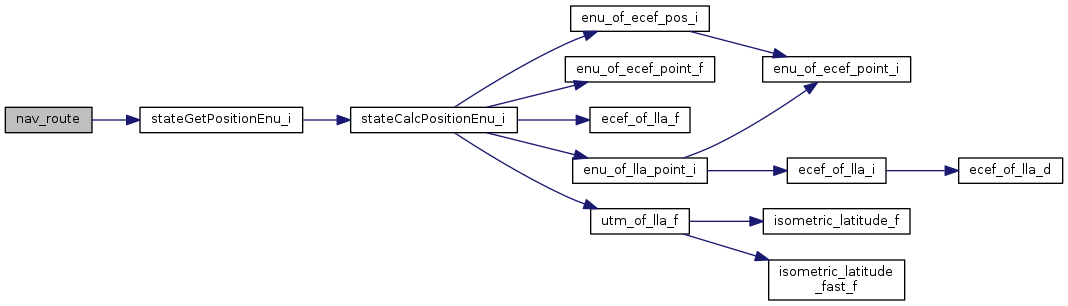 enu_of_ecef_pos_i
enu_of_ecef_point_f
enu_of_ecef_point_i
nav_route
stateGetPositionEnu_i
stateCalcPositionEnu_i
ecef_of_lla_f
enu_of_lla_point_i
ecef_of_lla_i
ecef_of_lla_d
utm_of_lla_f
isometric_latitude_f
isometric_latitude
_fast_f